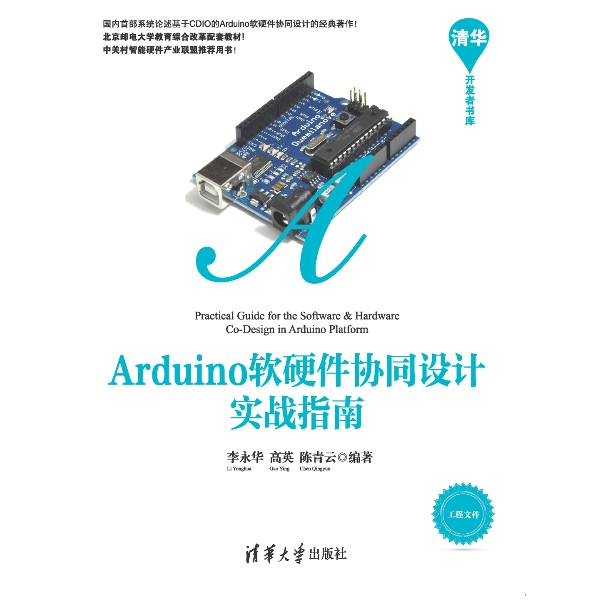 国内首部系统论述基于CDIO的Arduino软硬件协同设计的经典著作！
北京邮电大学教育综合改革配套教材！
中关村智能硬件产业联盟推荐用书！
清华
开发者书库
Practical Guide for the Software & Hardware
Co-Design in Arduino Platform
Arduino软硬件协同设计
实战指南
李永华 高英 陈青云◎编著
Li Yonghua Gao Ying Chen Qingyun
工程文件
清华大学出版社